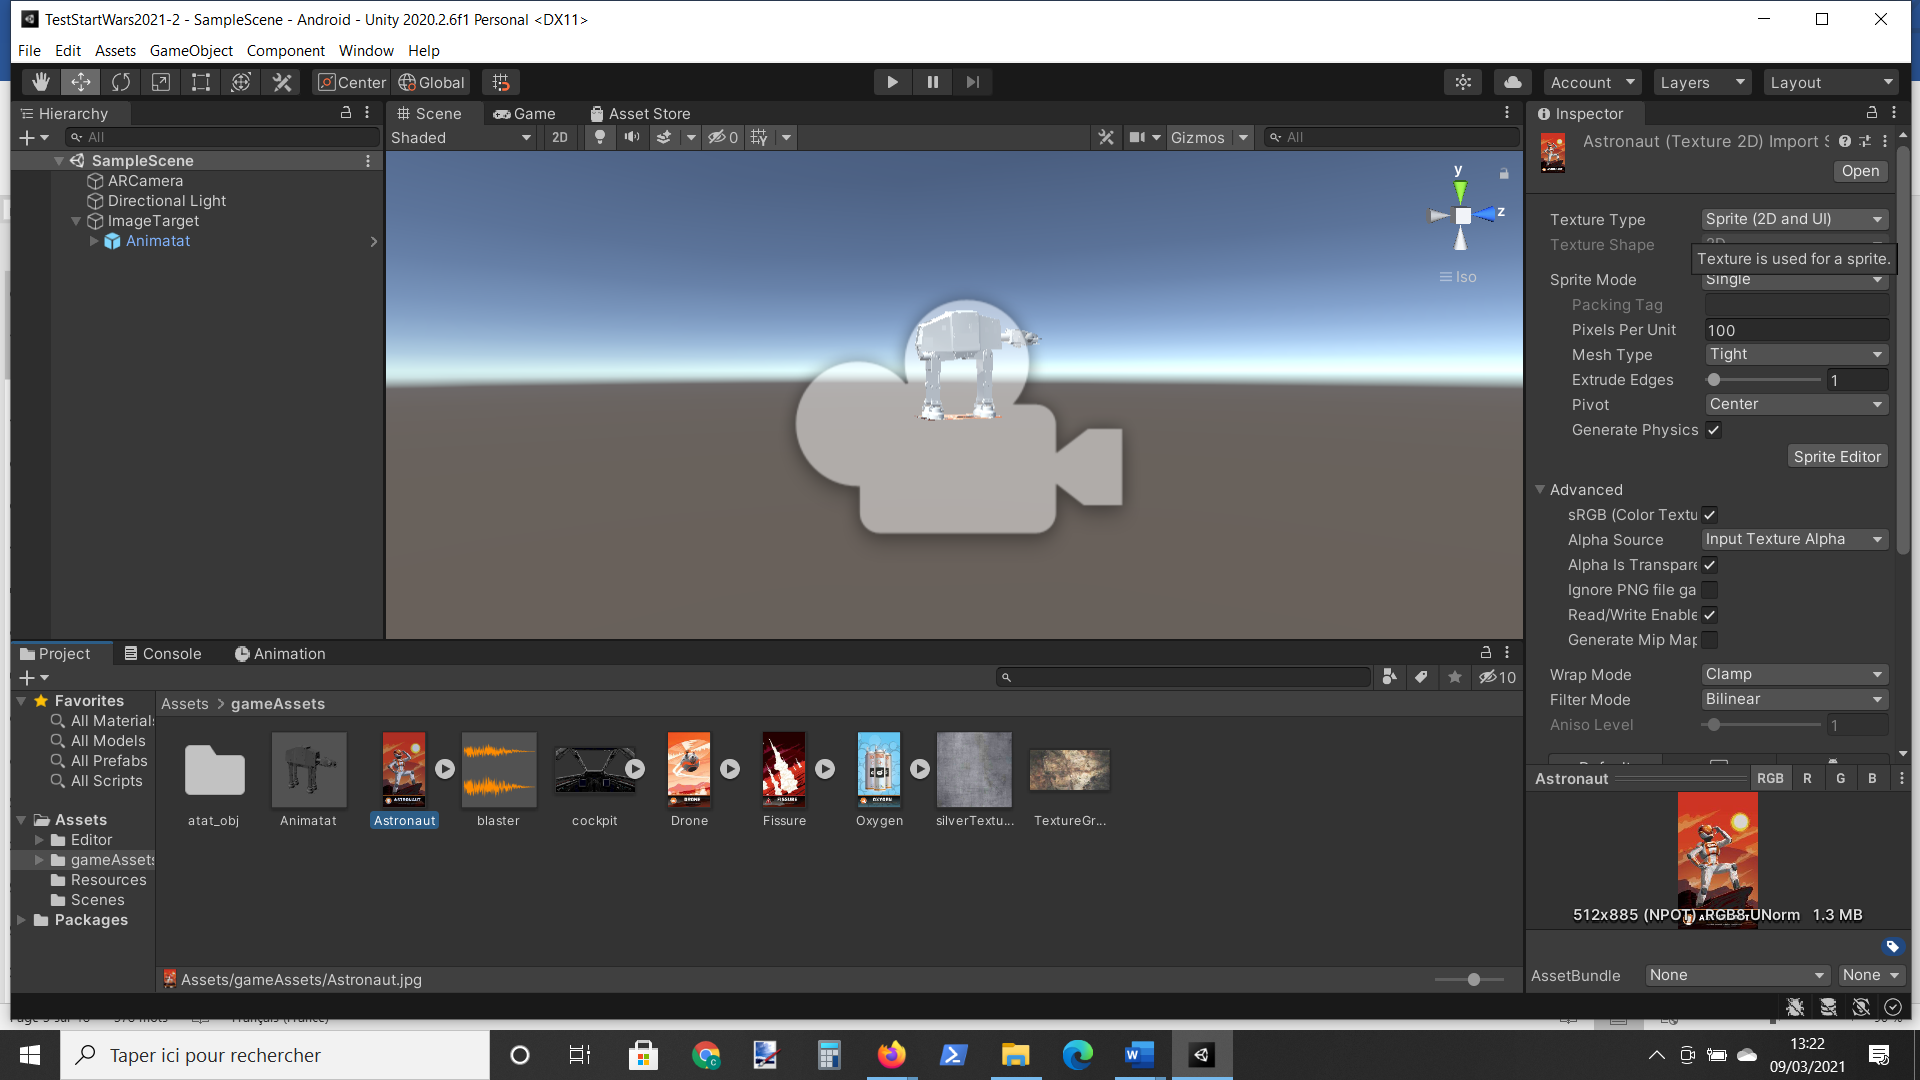 TestStartWars2021-2 - SampleScene - Android - Unity 2020.2.6f1 Personal <DX11>
File Edit Assets GameObject Component Window Help
Center Global Account Layers Layout
Hierarchy
All
SampleScene
ARCamera
Directional Light
ImageTarget
Animatat
Scene Game Asset Store
Shaded 2D 0 Gizmos All
y
z
Iso
Inspector
Astronaut (Texture 2D) Import S
Open
Texture Type Sprite (2D and UI)
Texture Shape 2D
Texture is used for a sprite.
Sprite Mode Single
Packing Tag
Pixels Per Unit 100
Mesh Type Tight
Extrude Edges 1
Pivot Center
Generate Physics
Sprite Editor
Advanced
sRGB (Color Textu
Alpha Source Input Texture Alpha
Alpha Is Transpare
Ignore PNG file ga
Read/Write Enable
Generate Mip Map
Wrap Mode Clamp
Filter Mode Bilinear
Aniso Level 1
Astronaut RGB R G B
512x885 (NPOT) RGB8 UNorm 1.3 MB
AssetBundle None None
Project Console Animation
10
Favorites
All Materials
All Models
All Prefabs
All Scripts
Assets
Editor
gameAssets
Resources
Scenes
Packages
Assets > gameAssets
ASTRONAUT DRONE FISSURE OXYGEN
atat_obj Animatat Astronaut blaster cockpit Drone Fissure Oxygen silverTextu... TextureGr...
Assets/gameAssets/Astronaut.jpg
Taper ici pour rechercher
13:22
09/03/2021